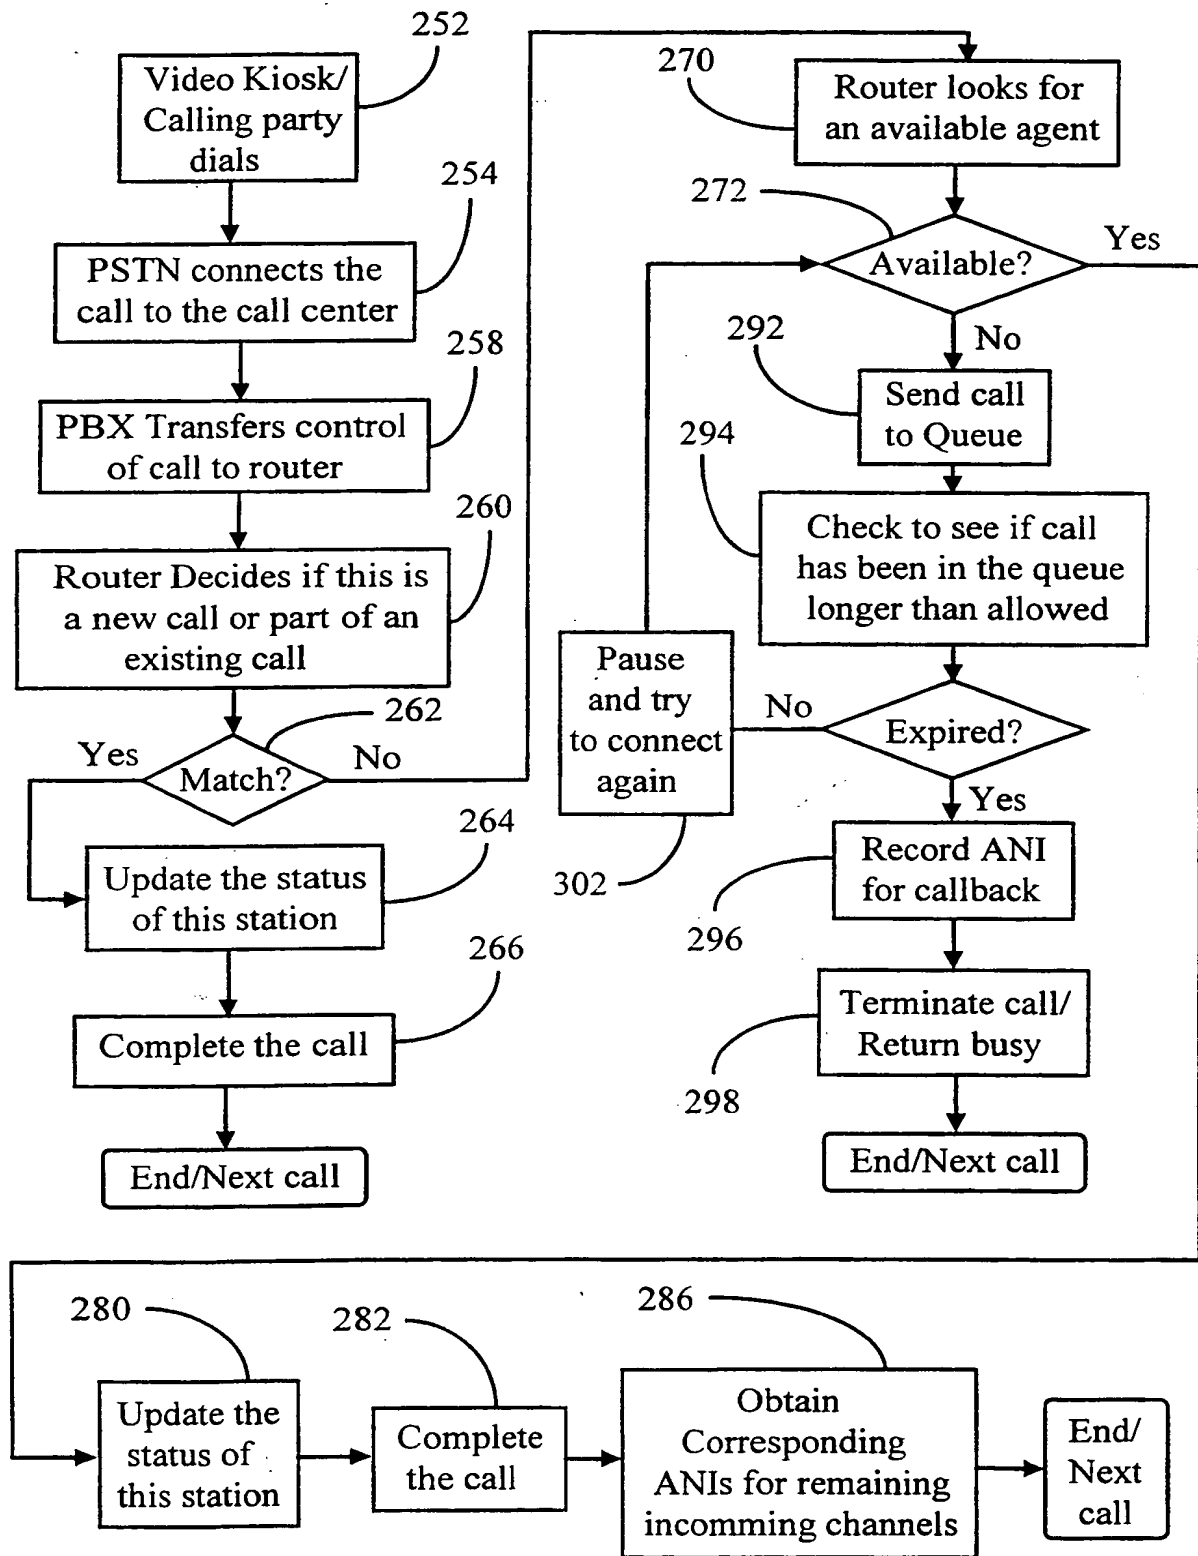 252
Video Kiosk/
Calling party
dials
254
PSTN connects the
call to the call center
258
PBX Transfers control
of call to router
260
Router Decides if this is
a new call or part of an
existing call
262
Yes
Match?
No
264
Update the status
of this station
266
Complete the call
End/Next call
270
Router looks for
an available agent
272
Available?
Yes
No
292
Send call
to Queue
294
Check to see if call
has been in the queue
longer than allowed
Pause
and try
to connect
again
302
No
Expired?
Yes
Record ANI
for callback
296
Terminate call/
Return busy
298
End/Next call
280
Update the
status of
this station
282
Complete
the call
286
Obtain
Corresponding
ANIs for remaining
incomming channels
End/
Next
call